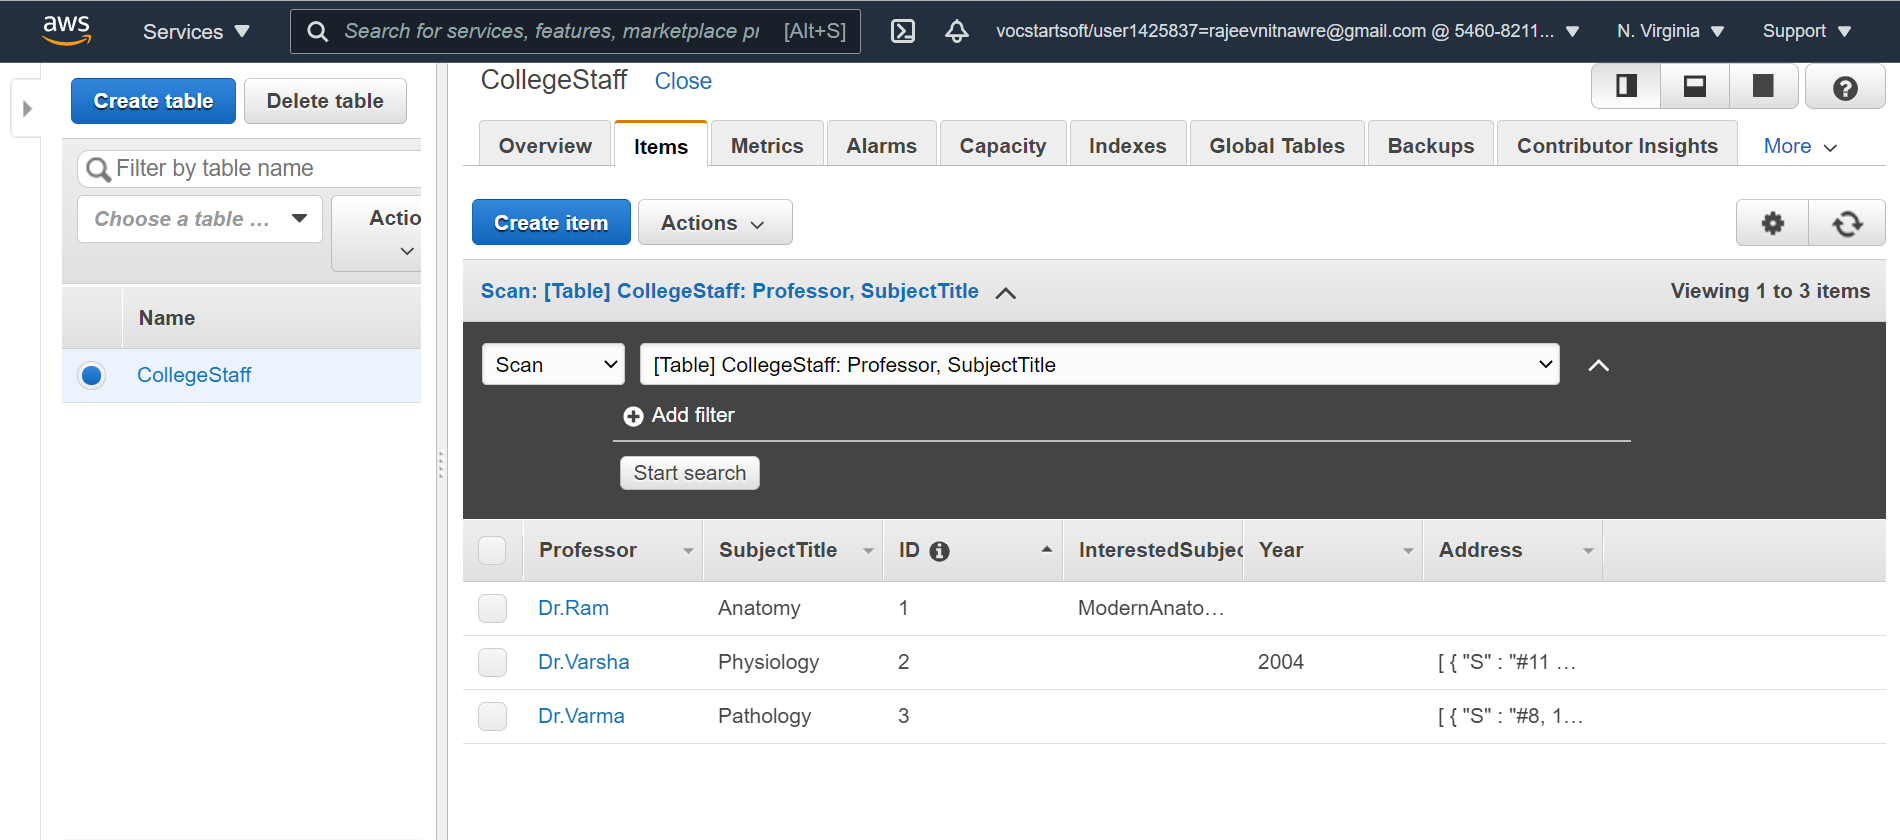 aws
Services
Search for services, features, marketplace pr [Alt+S]
vocstartsoft/user1425837=rajeevnitnawre@gmail.com @ 5460-8211...
N. Virginia
Support
Create table
Delete table
Filter by table name
Choose a table ...
Actio
Name
CollegeStaff
CollegeStaff
Close
Overview
Items
Metrics
Alarms
Capacity
Indexes
Global Tables
Backups
Contributor Insights
More
Create item
Actions
Scan: [Table] CollegeStaff: Professor, SubjectTitle
Viewing 1 to 3 items
Scan
[Table] CollegeStaff: Professor, SubjectTitle
Add filter
Start search
Professor SubjectTitle ID InterestedSubjec Year Address
Dr.Ram Anatomy 1 ModernAnato...
Dr.Varsha Physiology 2 2004 [ { "S" : "#11 ...
Dr.Varma Pathology 3 [ { "S" : "#8, 1...